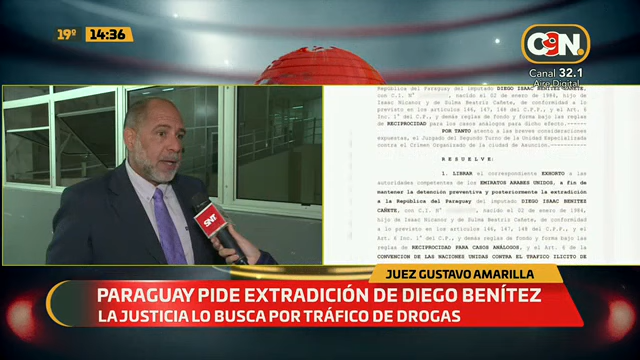 19º 14:36
C9N.
Canal 32.1
Aire Digital
República del Paraguay del imputado DIEGO ISAAC BENÍTEZ CAÑETE,
con C.I. N° , nacido el 02 de enero de 1984, hijo
de Isaac Nicanor y de Sulma Beatriz Cañete, de conformidad a
lo previsto en los artículos 146, 147, 148 del C.P.P., y el Art. 6
Inc. 1° del C.P., y demás reglas de fondo y forma bajo las reglas
de RECIPROCIDAD para los casos análogos para dicho efecto.
POR TANTO atento a las breves consideraciones
expuestas, el Juzgado del Segundo Turno de la Unidad Especializada
contra el Crimen Organizado de la ciudad de Asunción.
R E S U E L V E:
1. LIBRAR el correspondiente EXHORTO a las
autoridades competentes de los EMIRATOS ARABES UNIDOS, a fin de
mantener la detención preventiva y posteriormente la extradición
a la República del Paraguay del imputado DIEGO ISAAC BENITEZ
CAÑETE, con C.I. N° , nacido el 02 de enero de 1984,
hijo de Isaac Nicanor y de Sulma Beatriz Cañete, de conformidad
a lo previsto en los artículos 146, 147, 148 del C.P.P., y el
Art. 6 Inc. 1° del C.P., y demás reglas de fondo y forma bajo las
reglas de RECIPROCIDAD PARA CASOS ANÁLOGOS, y el Art. 6 de la
CONVENCION DE LAS NACIONES UNIDAS CONTRA EL TRAFICO ILICITO DE
SNT
JUEZ GUSTAVO AMARILLA
PARAGUAY PIDE EXTRADICIÓN DE DIEGO BENÍTEZ
LA JUSTICIA LO BUSCA POR TRÁFICO DE DROGAS